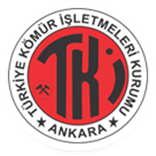 TÜRKİYE KÖMÜR İŞLETMELERİ KURUMU
TKİ
ANKARA